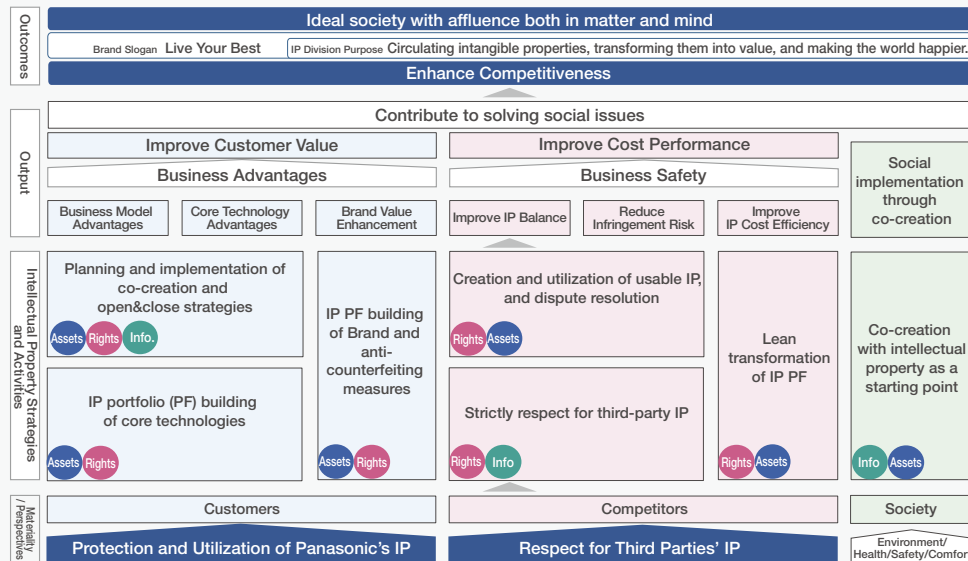 Outcomes
Ideal society with affluence both in matter and mind
Brand Slogan Live Your Best
IP Division Purpose Circulating intangible properties, transforming them into value, and making the world happier.
Enhance Competitiveness
Output
Contribute to solving social issues
Improve Customer Value
Business Advantages
Business Model
Advantages
Core Technology
Advantages
Brand Value
Enhancement
Improve Cost Performance
Business Safety
Improve IP Balance
Reduce
Infringement Risk
Improve
IP Cost Efficiency
Social
implementation
through
co-creation
Intellectual Property Strategies
and Activities
Planning and implementation of
co-creation and
open&close strategies
Assets
Rights
Info.
IP portfolio (PF) building
of core technologies
Assets
Rights
IP PF building
of Brand and
anti-
counterfeiting
measures
Assets
Rights
Creation and utilization of usable IP,
and dispute resolution
Rights
Assets
Strictly respect for third-party IP
Rights
Info
Lean
transformation
of IP PF
Rights
Assets
Co-creation
with intellectual
property as a
starting point
Info
Assets
Materiality
/ Perspectives
Customers
Protection and Utilization of Panasonic's IP
Competitors
Respect for Third Parties' IP
Society
Environment/
Health/Safety/Comfort